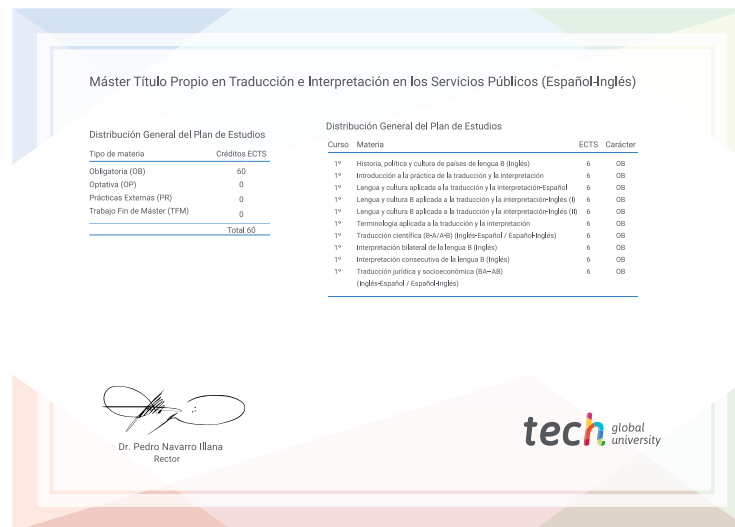 Máster Título Propio en Traducción e Interpretación en los Servicios Públicos (Español-Inglés)
Distribución General del Plan de Estudios
Tipo de materia Créditos ECTS
Obligatoria (OB) 60
Optativa (OP) 0
Prácticas Externas (PR) 0
Trabajo Fin de Máster (TFM) 0
Total 60
Distribución General del Plan de Estudios
Curso Materia ECTS Carácter
1º Historia, política y cultura de países de lengua B (Inglés) 6 OB
1º Introducción a la práctica de la traducción y la interpretación 6 OB
1º Lengua y cultura aplicada a la traducción y la interpretación-Español 6 OB
1º Lengua y cultura B aplicada a la traducción y la interpretación-Inglés (I) 6 OB
1º Lengua y cultura B aplicada a la traducción y la interpretación-Inglés (II) 6 OB
1º Terminología aplicada a la traducción y la interpretación 6 OB
1º Traducción científica (B-A/A-B) (Inglés-Español / Español-Inglés) 6 OB
1º Interpretación bilateral de la lengua B (Inglés) 6 OB
1º Interpretación consecutiva de la lengua B (Inglés) 6 OB
1º Traducción jurídica y socioeconómica (BA–AB) 6 OB
(Inglés-Español / Español-Inglés)
Dr. Pedro Navarro Illana
Rector
tech global
university